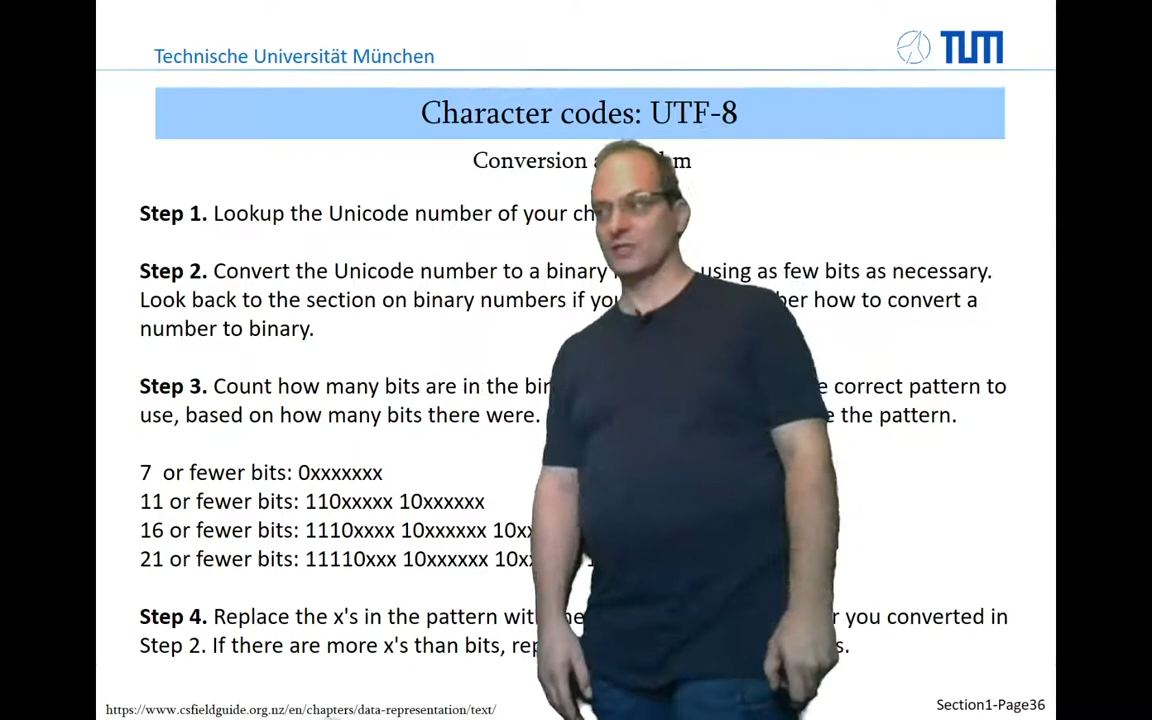 Technische Universität München
TUM
Character codes: UTF-8
Conversion
Step 1. Lookup the Unicode number of your
Step 2. Convert the Unicode number to a binary using as few bits as necessary.
Look back to the section on binary numbers if how to convert a
number to binary.
Step 3. Count how many bits are in the correct pattern to
use, based on how many bits there were. the pattern.
7 or fewer bits: 0xxxxxxx
11 or fewer bits: 110xxxxx 10xxxxxx
16 or fewer bits: 1110xxxx 10xxxxxx
21 or fewer bits: 11110xxx 10xxxxxx
Step 4. Replace the x's in the pattern you converted in
Step 2. If there are more x's than bits,
https://www.csfieldguide.org.nz/en/chapters/data-representation/text/
Section1-Page36